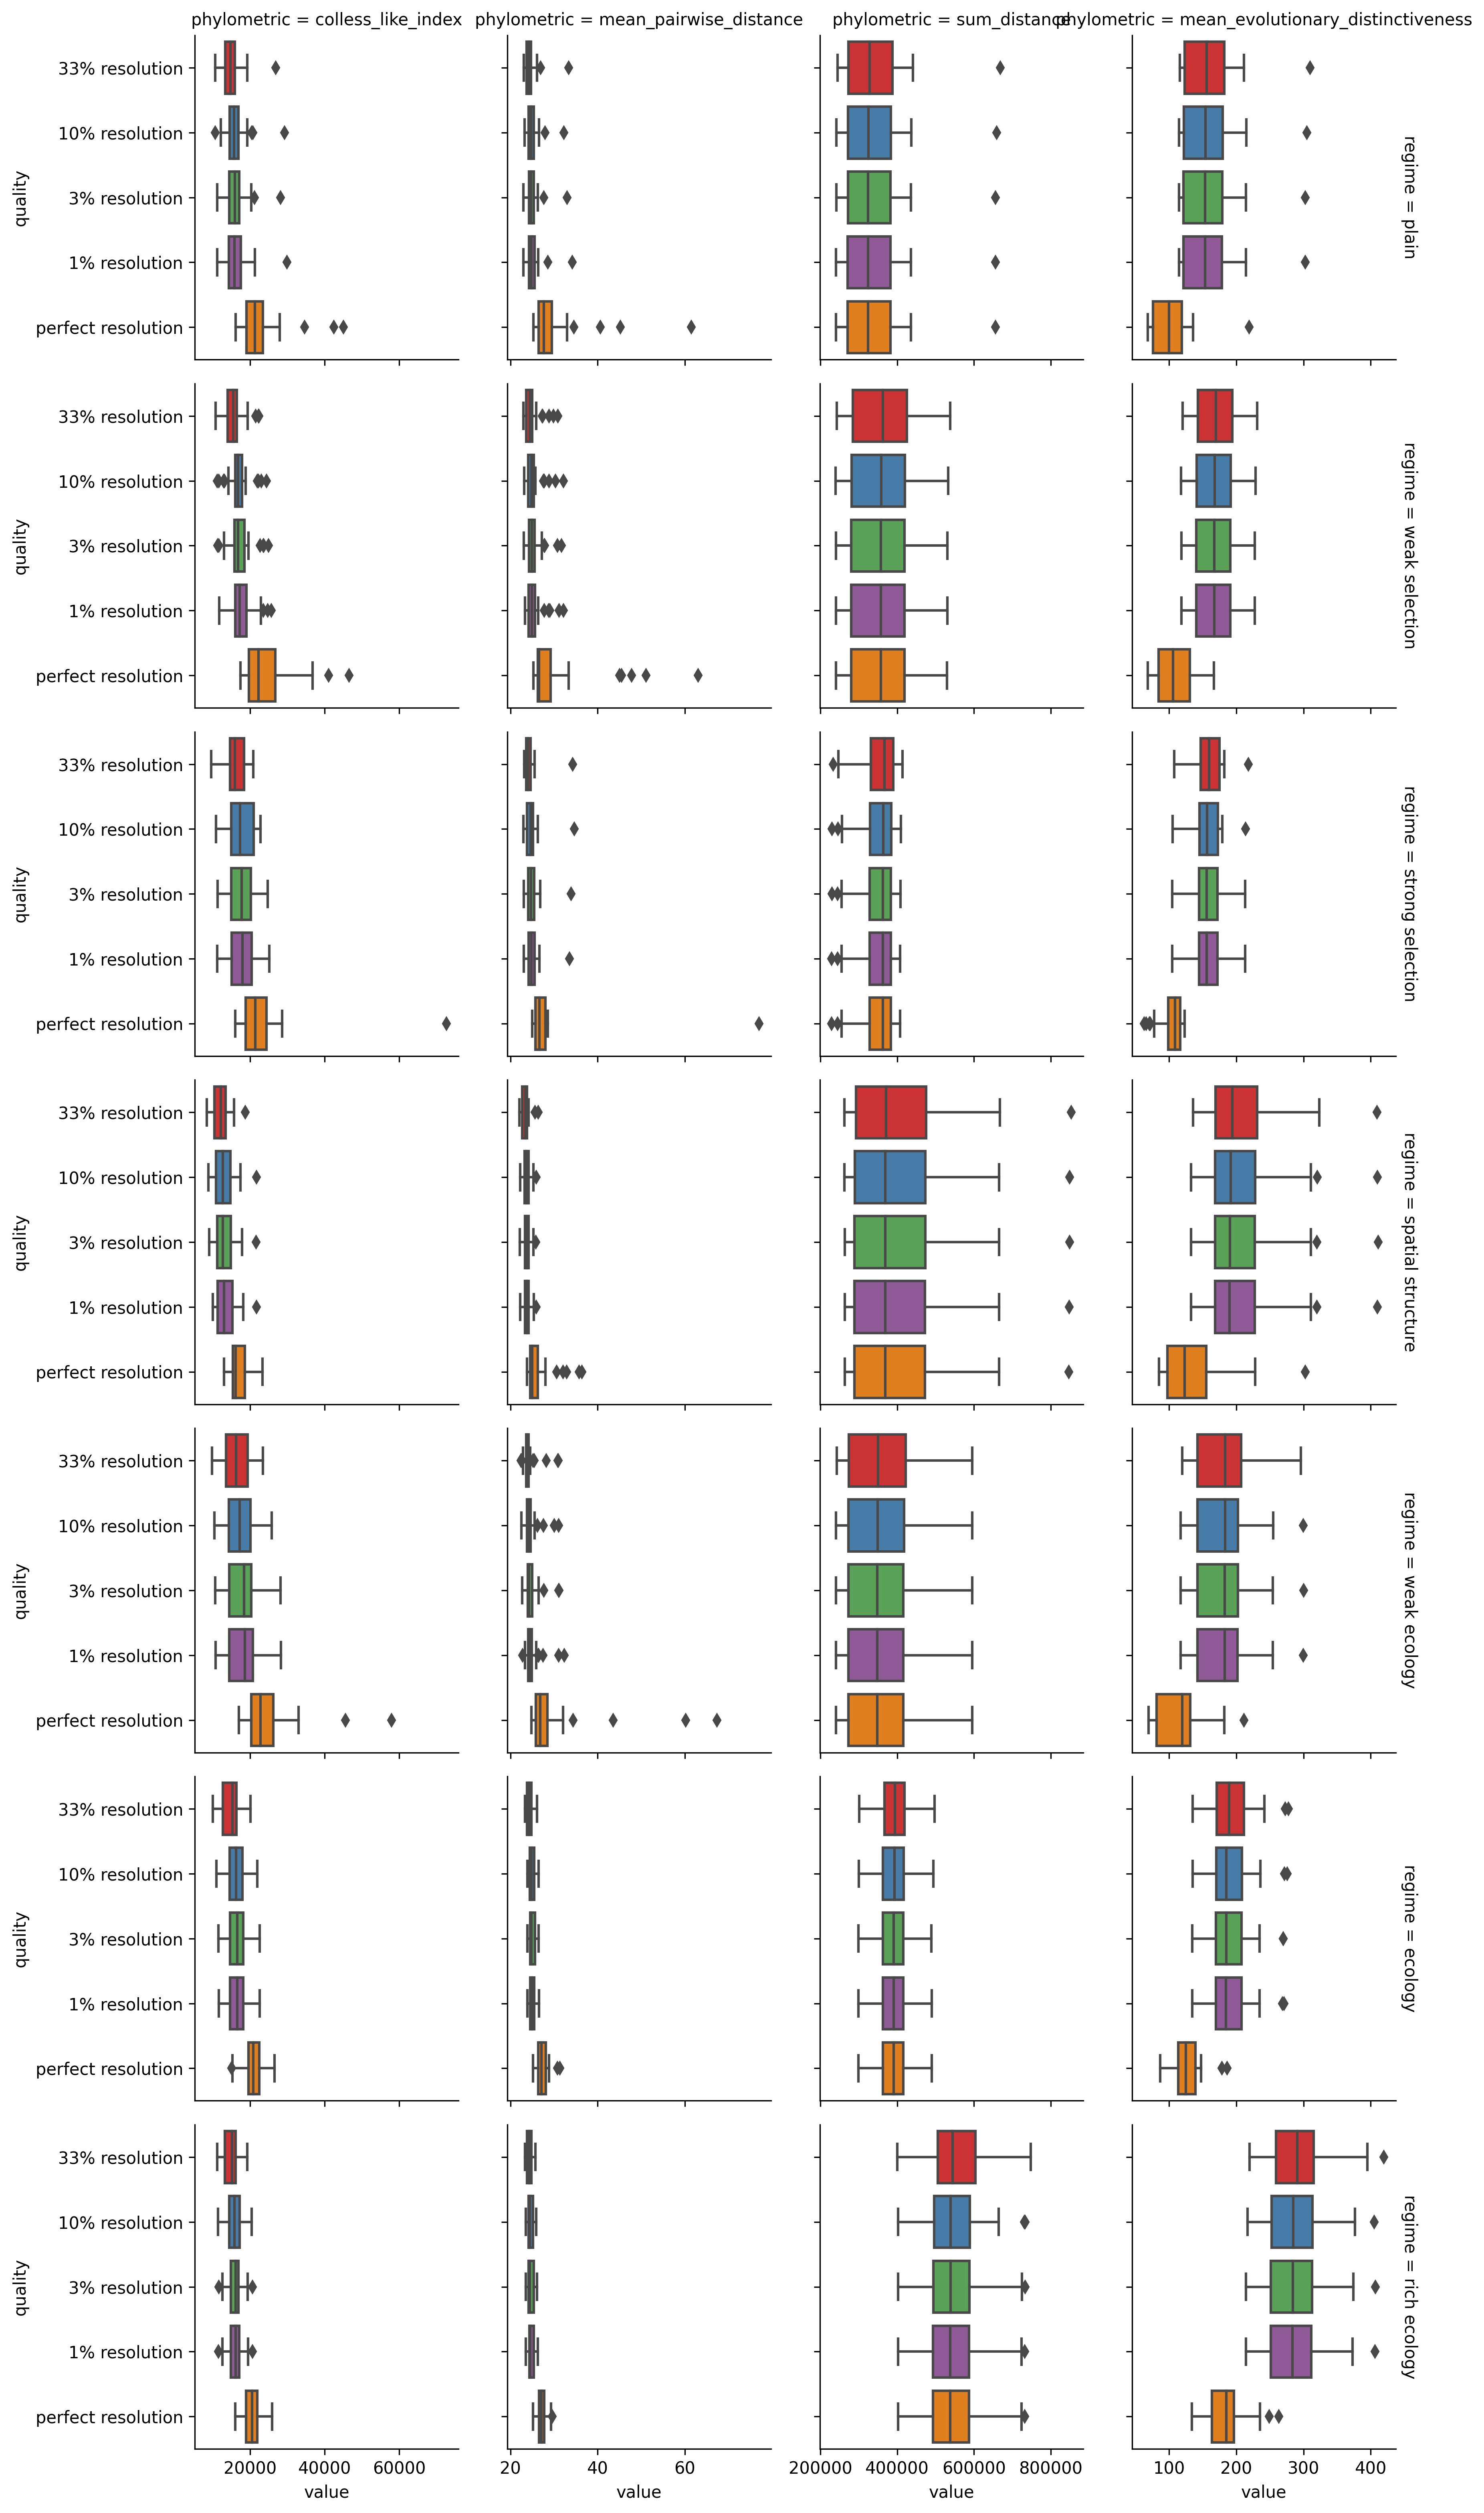 phylometric = colless_like_index
phylometric = mean_pairwise_distance
phylometric = sum_distance
phylometric = mean_evolutionary_distinctiveness
33% resolution
10% resolution
3% resolution
1% resolution
perfect resolution
quality
regime = plain
33% resolution
10% resolution
3% resolution
1% resolution
perfect resolution
quality
regime = weak selection
33% resolution
10% resolution
3% resolution
1% resolution
perfect resolution
quality
regime = strong selection
33% resolution
10% resolution
3% resolution
1% resolution
perfect resolution
quality
regime = spatial structure
33% resolution
10% resolution
3% resolution
1% resolution
perfect resolution
quality
regime = weak ecology
33% resolution
10% resolution
3% resolution
1% resolution
perfect resolution
quality
regime = ecology
33% resolution
10% resolution
3% resolution
1% resolution
perfect resolution
quality
regime = rich ecology
20000 40000 60000
value
20 40 60
value
200000 400000 600000 800000
value
100 200 300 400
value